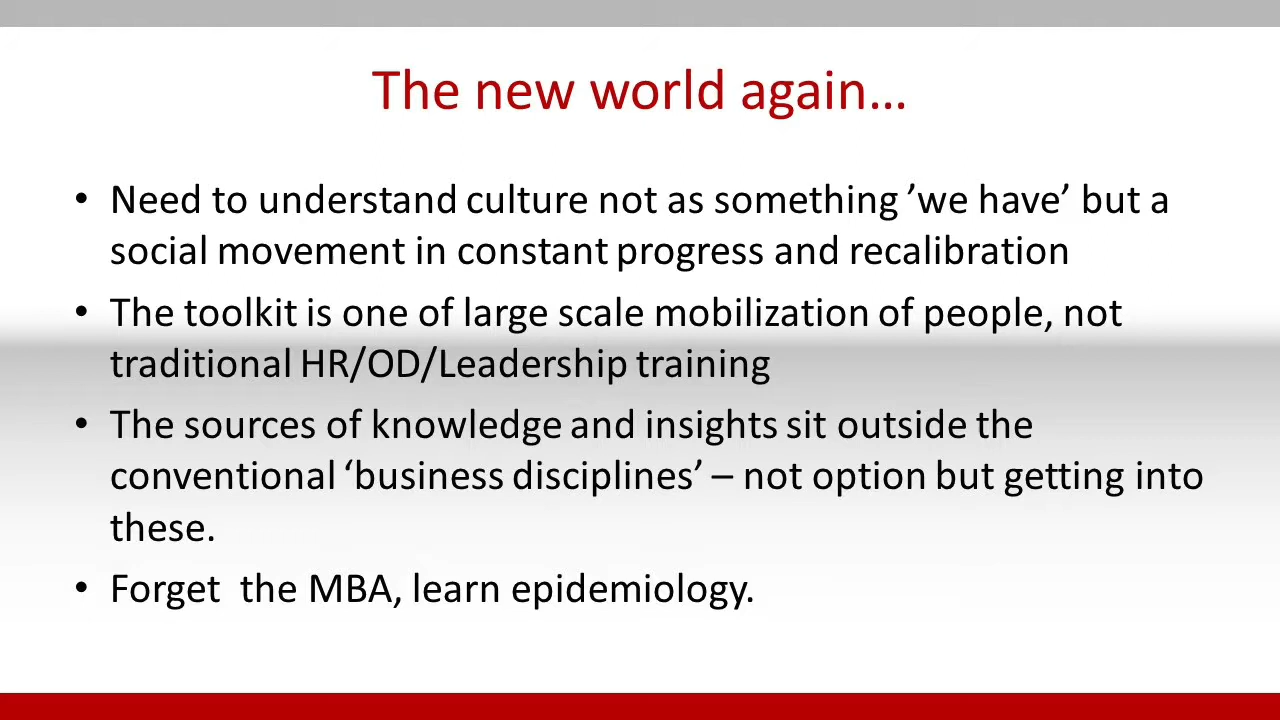 The new world again…
• Need to understand culture not as something ’we have’ but a
social movement in constant progress and recalibration
• The toolkit is one of large scale mobilization of people, not
traditional HR/OD/Leadership training
• The sources of knowledge and insights sit outside the
conventional ‘business disciplines’ – not option but getting into
these.
• Forget  the MBA, learn epidemiology.